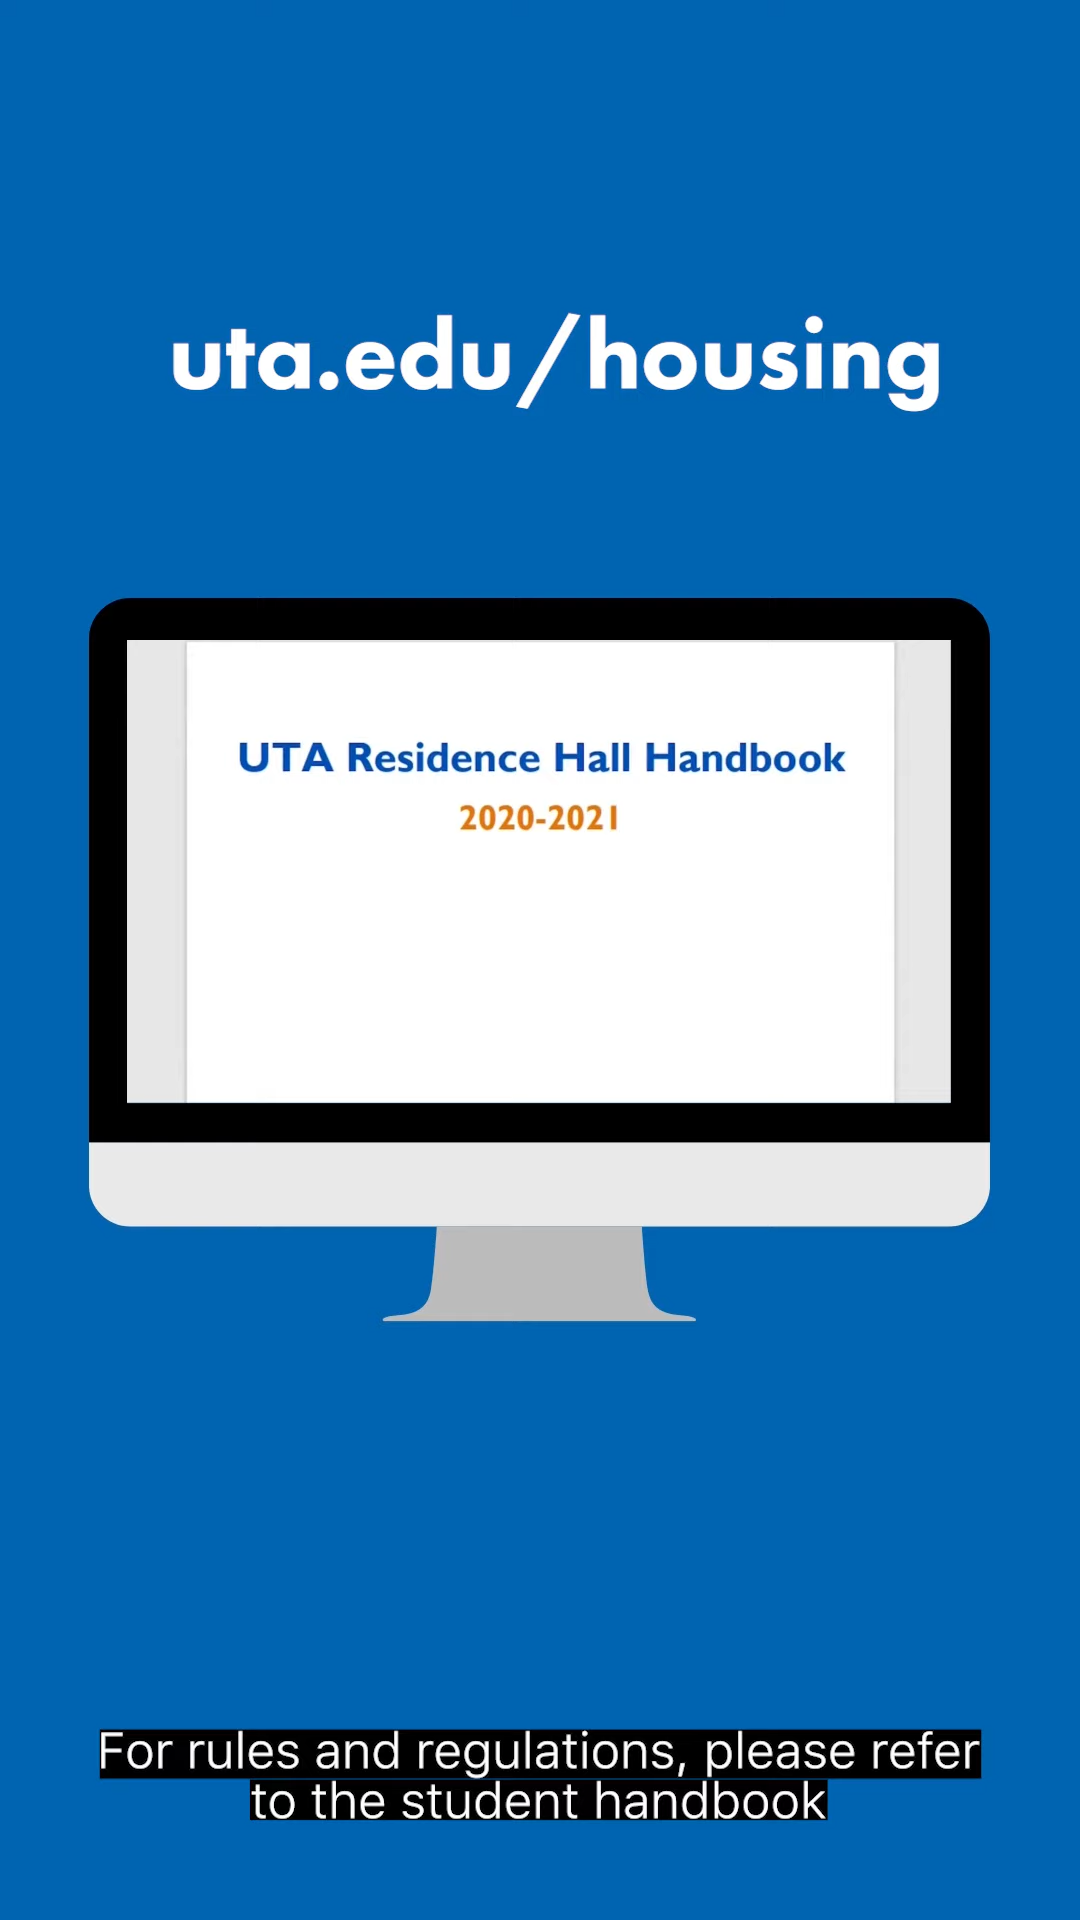 uta.edu/housing
UTA Residence Hall Handbook
2020-2021
For rules and regulations, please refer
to the student handbook